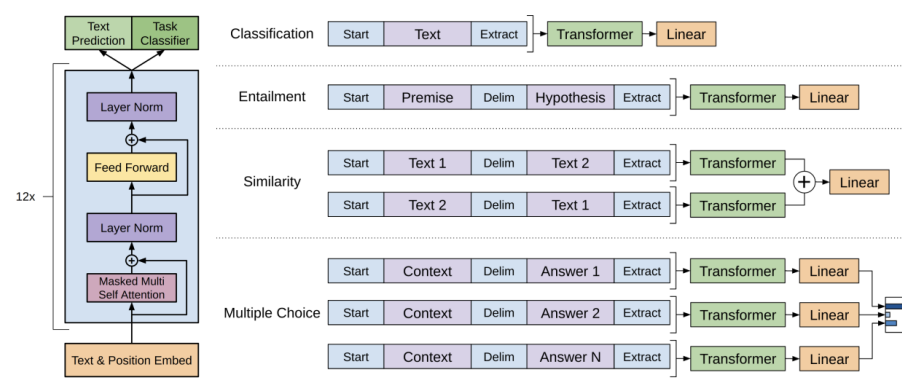 Text
Prediction
Task
Classifier
Layer Norm
Feed Forward
12x
Layer Norm
Masked Multi
Self Attention
Text & Position Embed
Classification
Start
Text
Extract
Transformer
Linear
Entailment
Start
Premise
Delim
Hypothesis
Extract
Transformer
Linear
Similarity
Start
Text 1
Delim
Text 2
Extract
Transformer
Start
Text 2
Delim
Text 1
Extract
Transformer
Linear
Multiple Choice
Start
Context
Delim
Answer 1
Extract
Transformer
Linear
Start
Context
Delim
Answer 2
Extract
Transformer
Linear
Start
Context
Delim
Answer N
Extract
Transformer
Linear